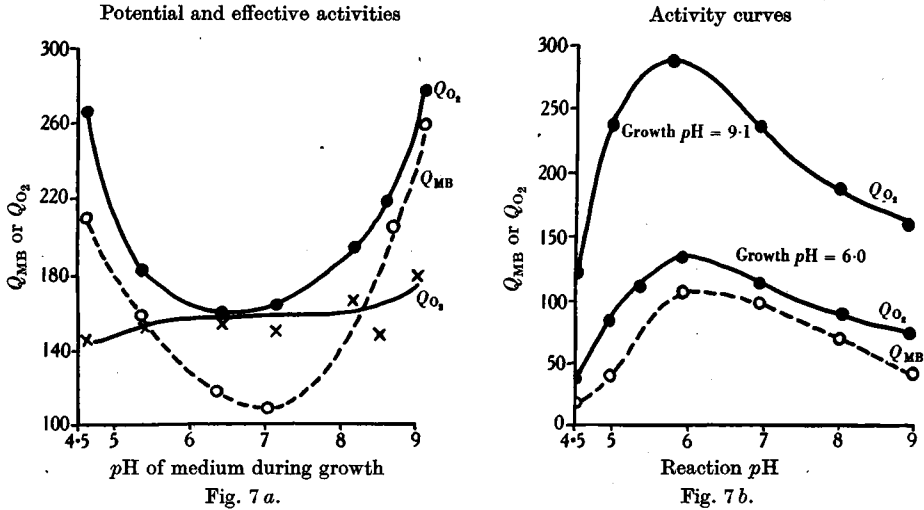 Potential and effective activities
300
260
220
180
140
100
4·5 5 6 7 8 9
Q_MB or Q_O₂
Q_O₂
Q_MB
Q_O₂
pH of medium during growth
Fig. 7 a.
Activity curves
300
250
200
150
100
50
0
4·5 5 6 7 8 9
Q_MB or Q_O₂
Growth pH = 9·1
Q_O₂
Growth pH = 6·0
Q_O₂
Q_MB
Reaction pH
Fig. 7 b.